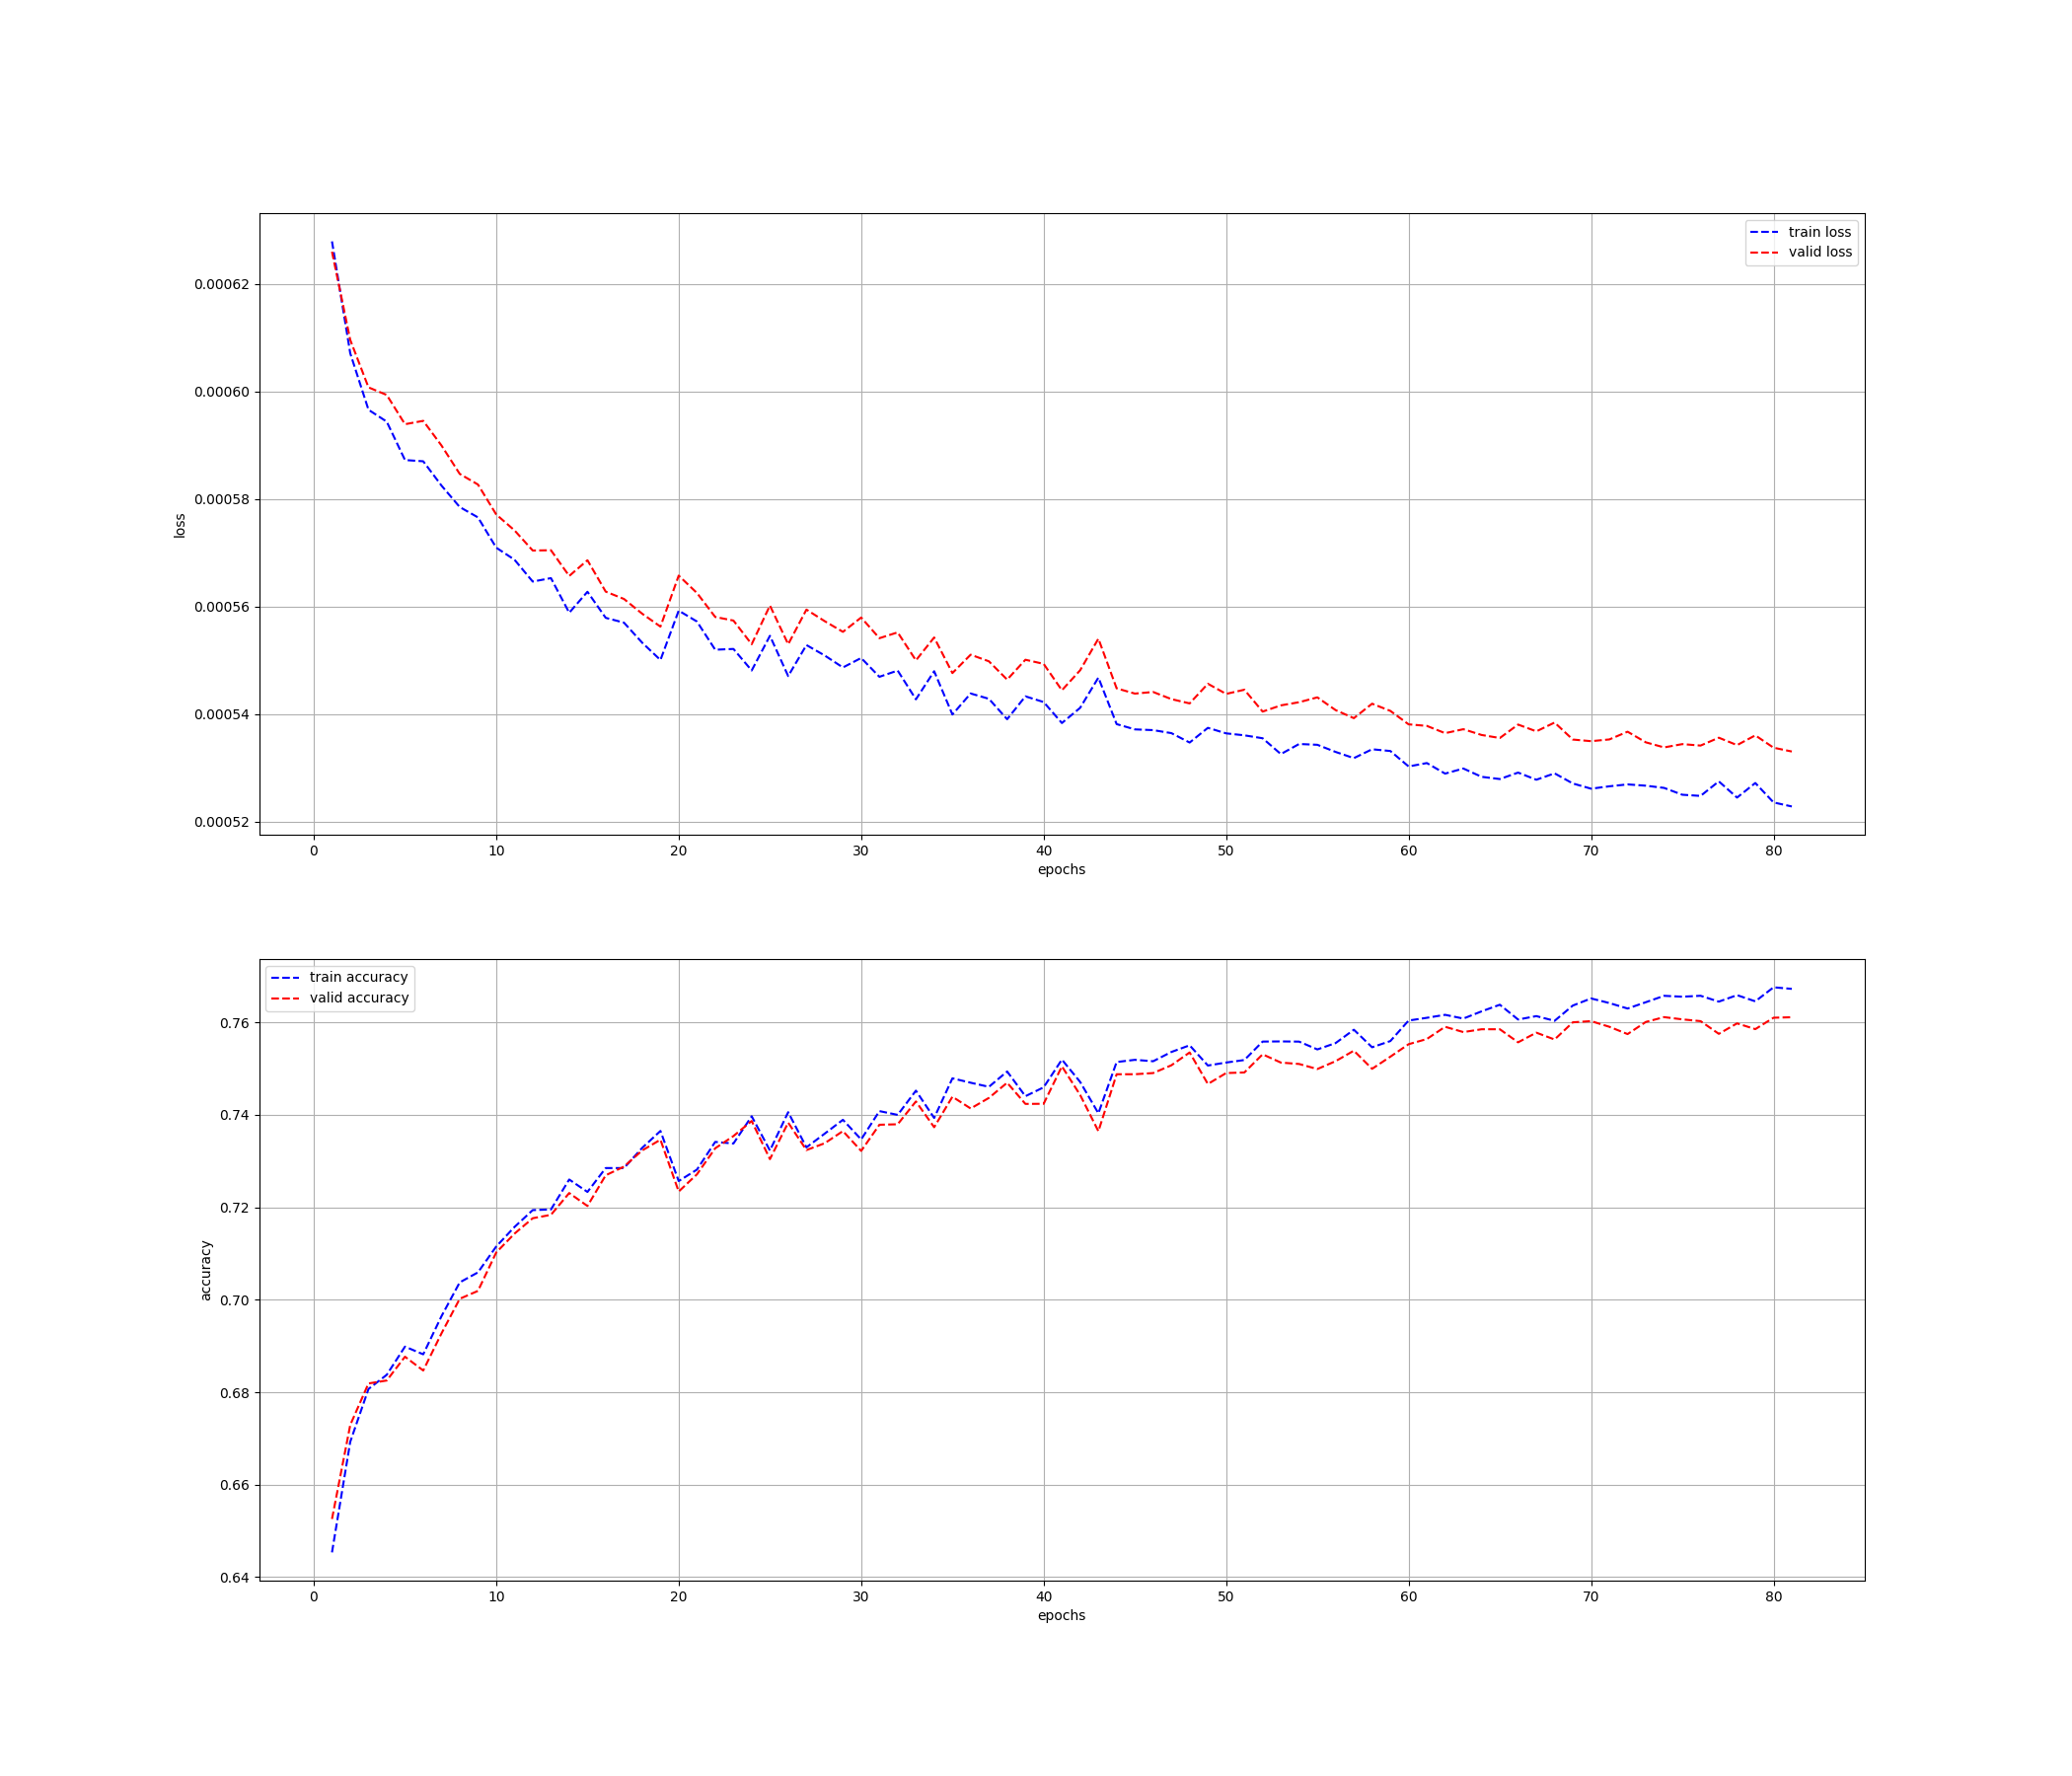 train loss
valid loss
0.00062
0.00060
0.00058
0.00056
0.00054
0.00052
loss
0 10 20 30 40 50 60 70 80
epochs
train accuracy
valid accuracy
0.76
0.74
0.72
0.70
0.68
0.66
0.64
accuracy
0 10 20 30 40 50 60 70 80
epochs